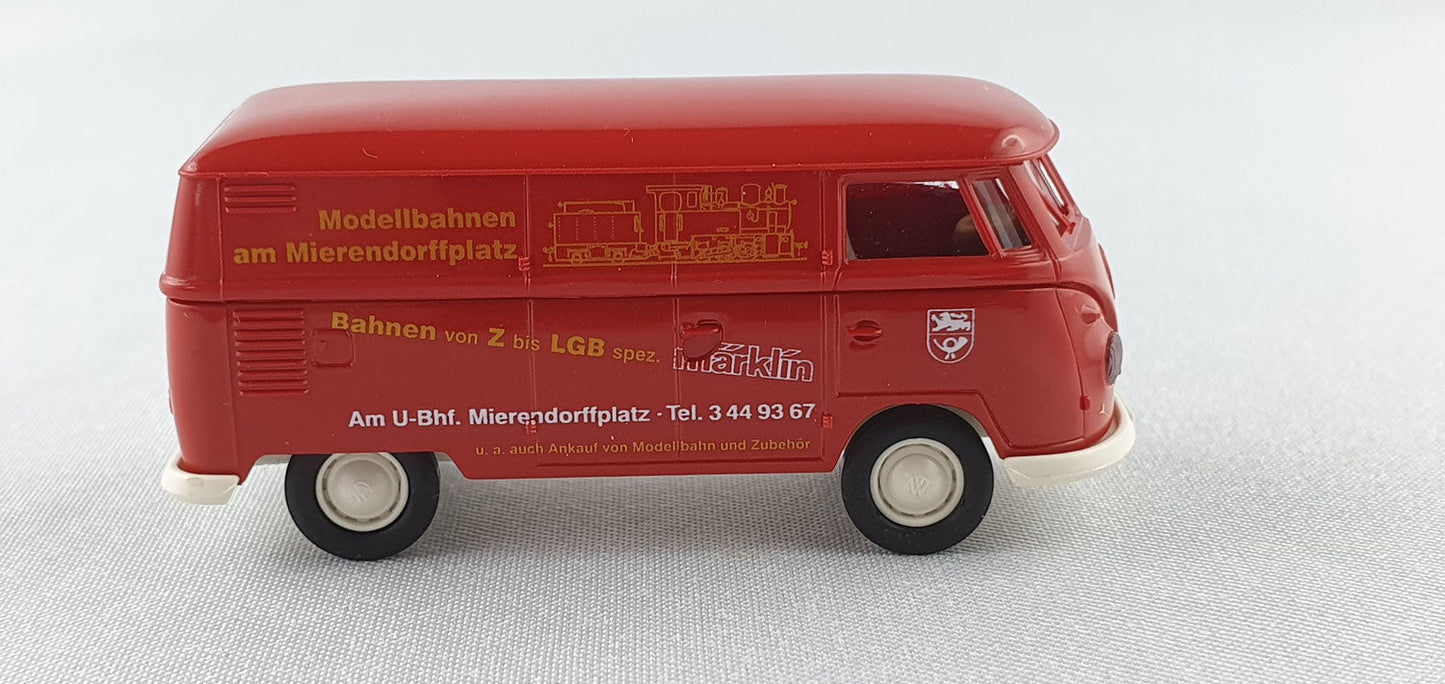 Modellbahnen
am Mierendorffplatz
Bahnen von Z bis LGB spez. märklin
Am U-Bhf. Mierendorffplatz · Tel. 3 44 93 67
u. a. auch Ankauf von Modellbahn und Zubehör